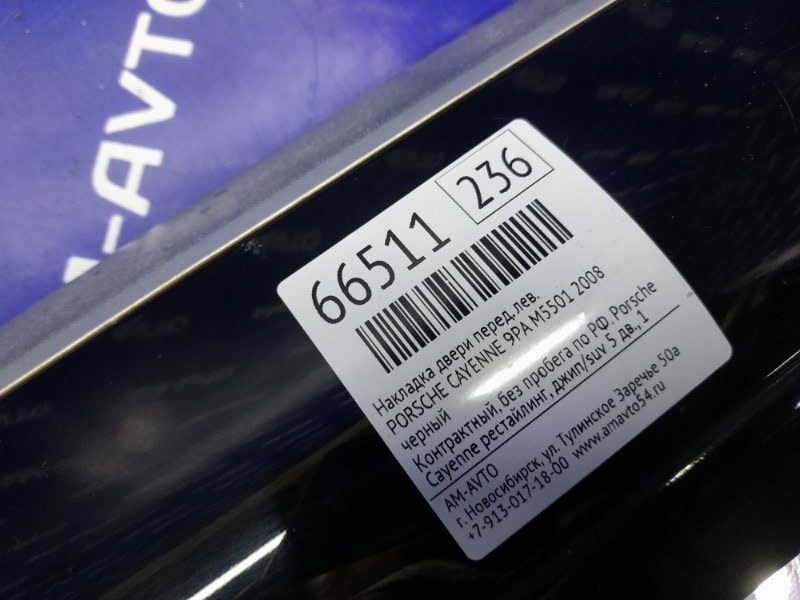 M-AVTO
66511 236
Накладка двери перед.лев.
PORSCHE CAYENNE 9PA M5501 2008
черный
Контрактный, без пробега по РФ. Porsche
Cayenne рестайлинг, джип/suv 5 дв., 1
АМ-AVTO
г. Новосибирск, ул. Тулинское Заречье 50а
+7-913-017-18-00 www.amavto54.ru